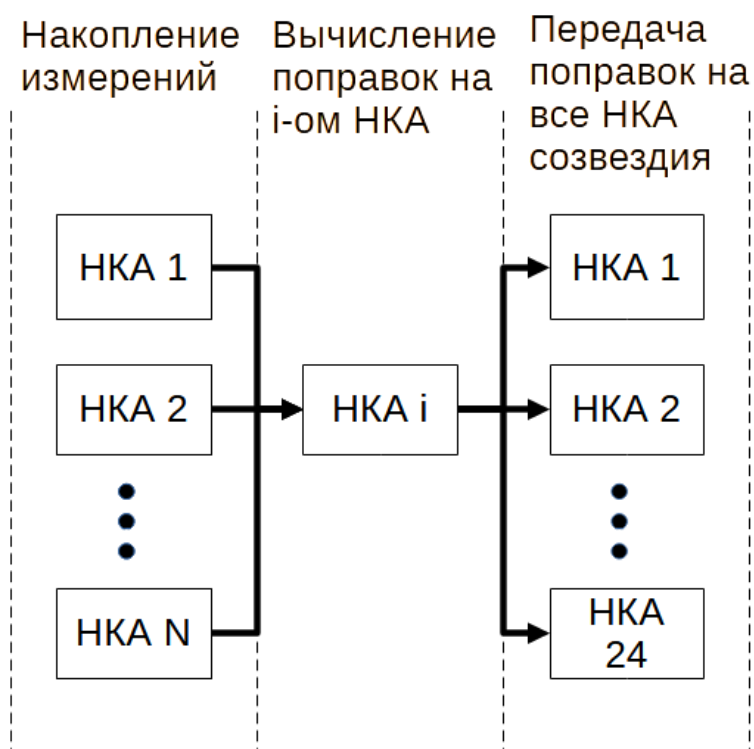 Накопление
измерений
Вычисление
поправок на
i-ом НКА
Передача
поправок на
все НКА
созвездия
НКА 1
НКА 2
НКА N
НКА i
НКА 1
НКА 2
НКА
24